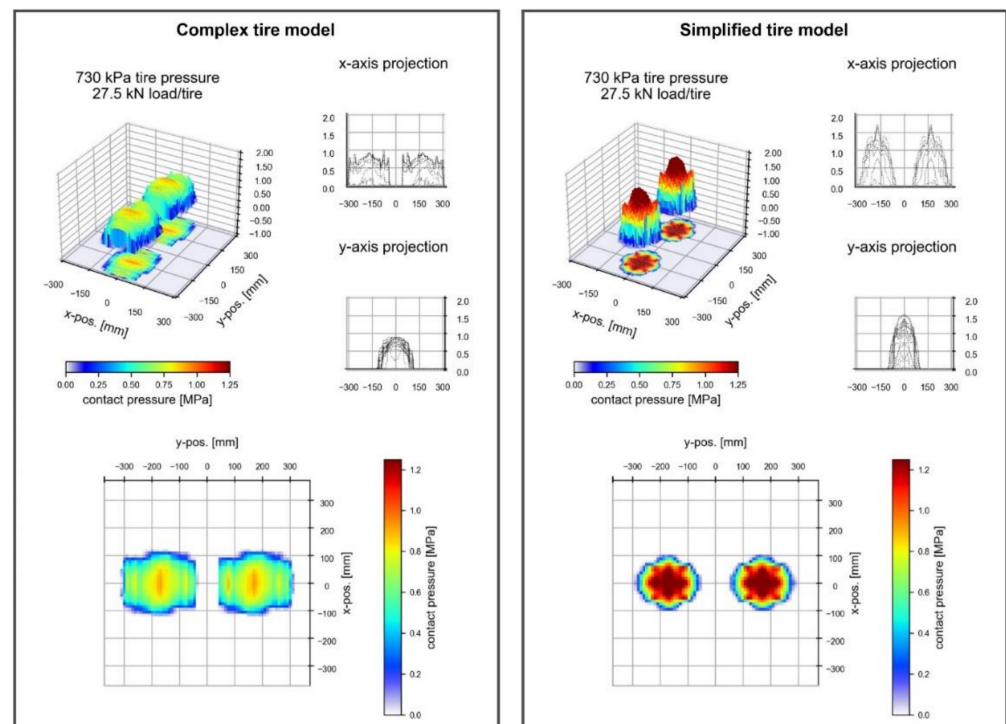 Complex tire model
730 kPa tire pressure
27.5 kN load/tire
x-axis projection
2.0
1.5
1.0
0.5
0.0
−300 −150 0 150 300
2.00
1.50
1.00
0.50
0.00
−0.50
−1.00
−300
−150
0
150
300
x-pos. [mm]
−300
−150
0
150
300
y-pos. [mm]
y-axis projection
2.0
1.5
1.0
0.5
0.0
−300 −150 0 150 300
0.00 0.25 0.50 0.75 1.00 1.25
contact pressure [MPa]
y-pos. [mm]
−300 −200 −100 0 100 200 300
300
200
100
0
−100
−200
−300
x-pos. [mm]
1.2
1.0
0.8
0.6
0.4
0.2
0.0
contact pressure [MPa]
Simplified tire model
730 kPa tire pressure
27.5 kN load/tire
x-axis projection
2.0
1.5
1.0
0.5
0.0
−300 −150 0 150 300
2.00
1.50
1.00
0.50
0.00
−0.50
−1.00
−300
−150
0
150
300
x-pos. [mm]
−300
−150
0
150
300
y-pos. [mm]
y-axis projection
2.0
1.5
1.0
0.5
0.0
−300 −150 0 150 300
0.00 0.25 0.50 0.75 1.00 1.25
contact pressure [MPa]
y-pos. [mm]
−300 −200 −100 0 100 200 300
300
200
100
0
−100
−200
−300
x-pos. [mm]
1.2
1.0
0.8
0.6
0.4
0.2
0.0
contact pressure [MPa]